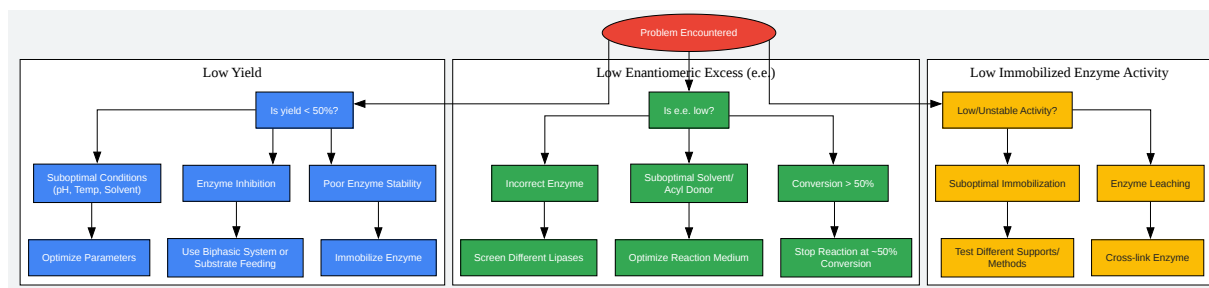 Problem Encountered
Low Yield
Low Enantiomeric Excess (e.e.)
Low Immobilized Enzyme Activity
Is yield < 50%?
Is e.e. low?
Low/Unstable Activity?
Suboptimal Conditions
(pH, Temp, Solvent)
Enzyme Inhibition
Poor Enzyme Stability
Incorrect Enzyme
Suboptimal Solvent/
Acyl Donor
Conversion > 50%
Suboptimal Immobilization
Enzyme Leaching
Optimize Parameters
Use Biphasic System or
Substrate Feeding
Immobilize Enzyme
Screen Different Lipases
Optimize Reaction Medium
Stop Reaction at ~50%
Conversion
Test Different Supports/
Methods
Cross-link Enzyme